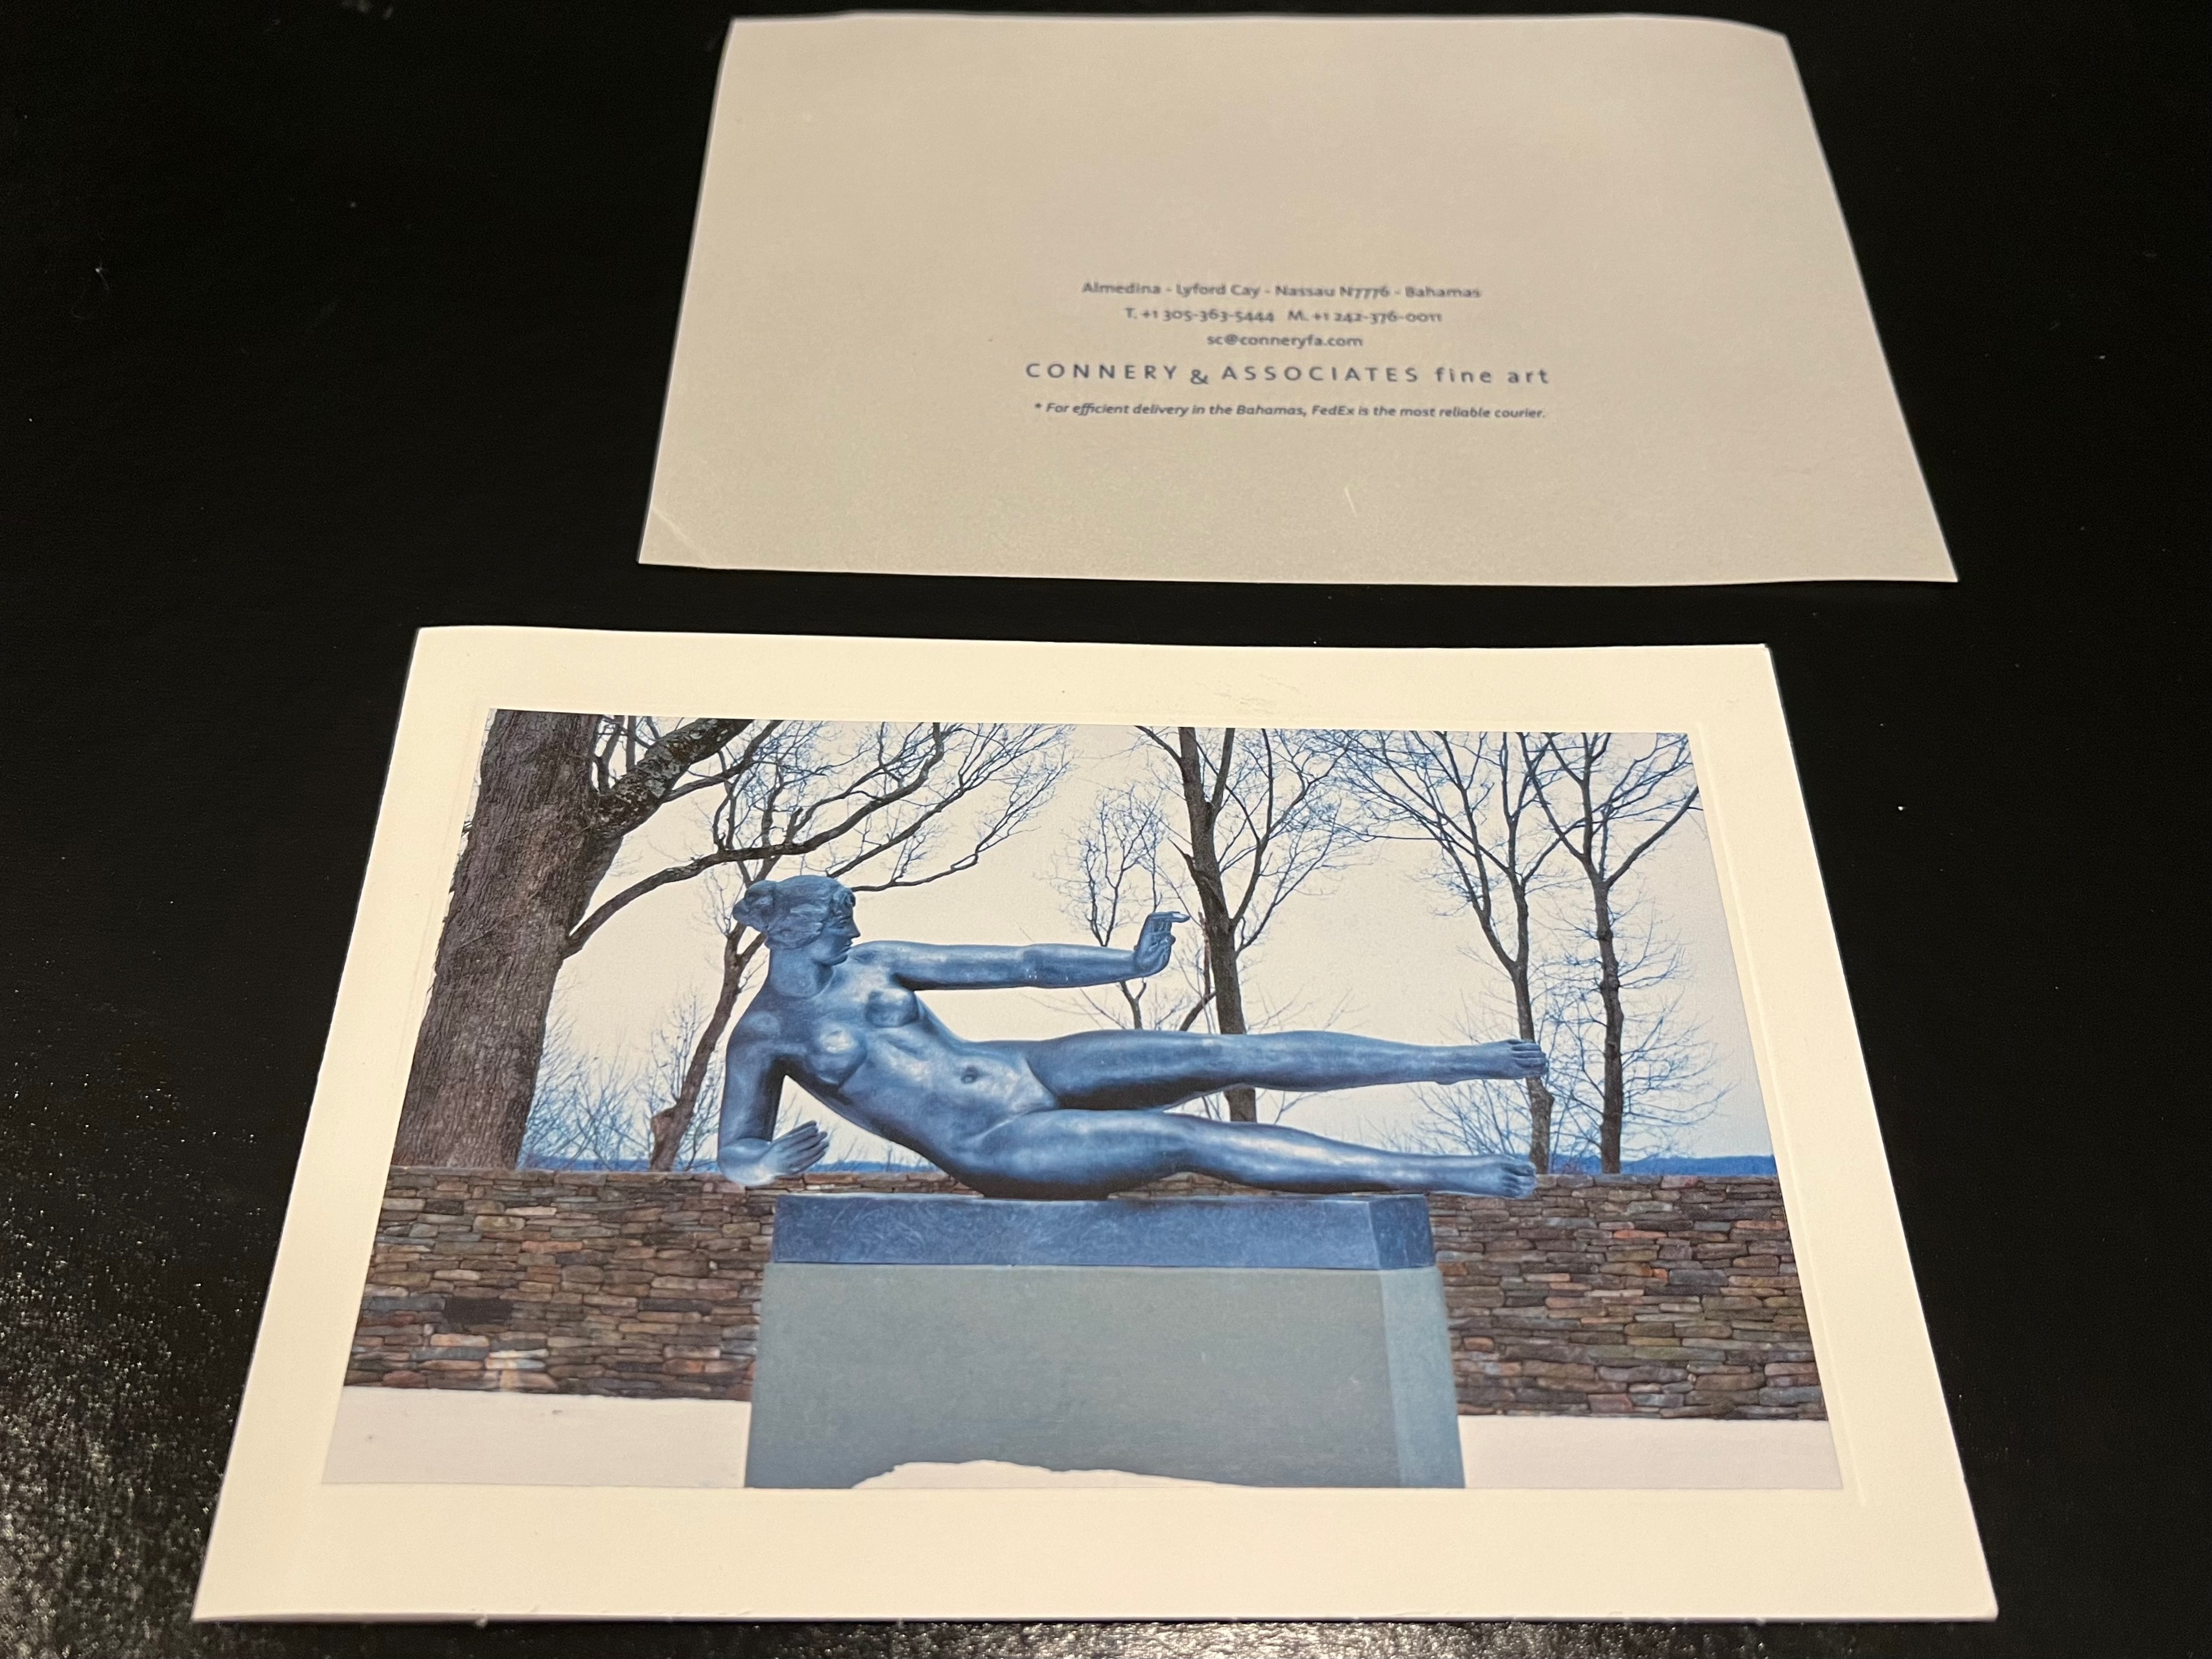 Almedina - Lyford Cay - Nassau N7776 - Bahamas
T. +1 305-363-5444 M. +1 242-376-0011
sc@conneryfa.com
CONNERY & ASSOCIATES fine art
* For efficient delivery in the Bahamas, FedEx is the most reliable courier.